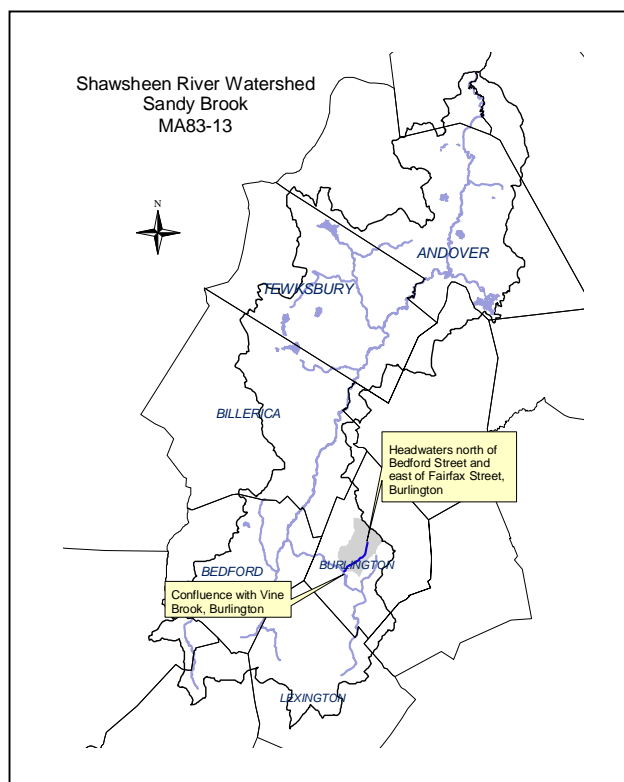 Shawsheen River Watershed
Sandy Brook
MA83-13
N
ANDOVER
TEWKSBURY
BILLERICA
Headwaters north of
Bedford Street and
east of Fairfax Street,
Burlington
BURLINGTON
BEDFORD
Confluence with Vine
Brook, Burlington
LEXINGTON